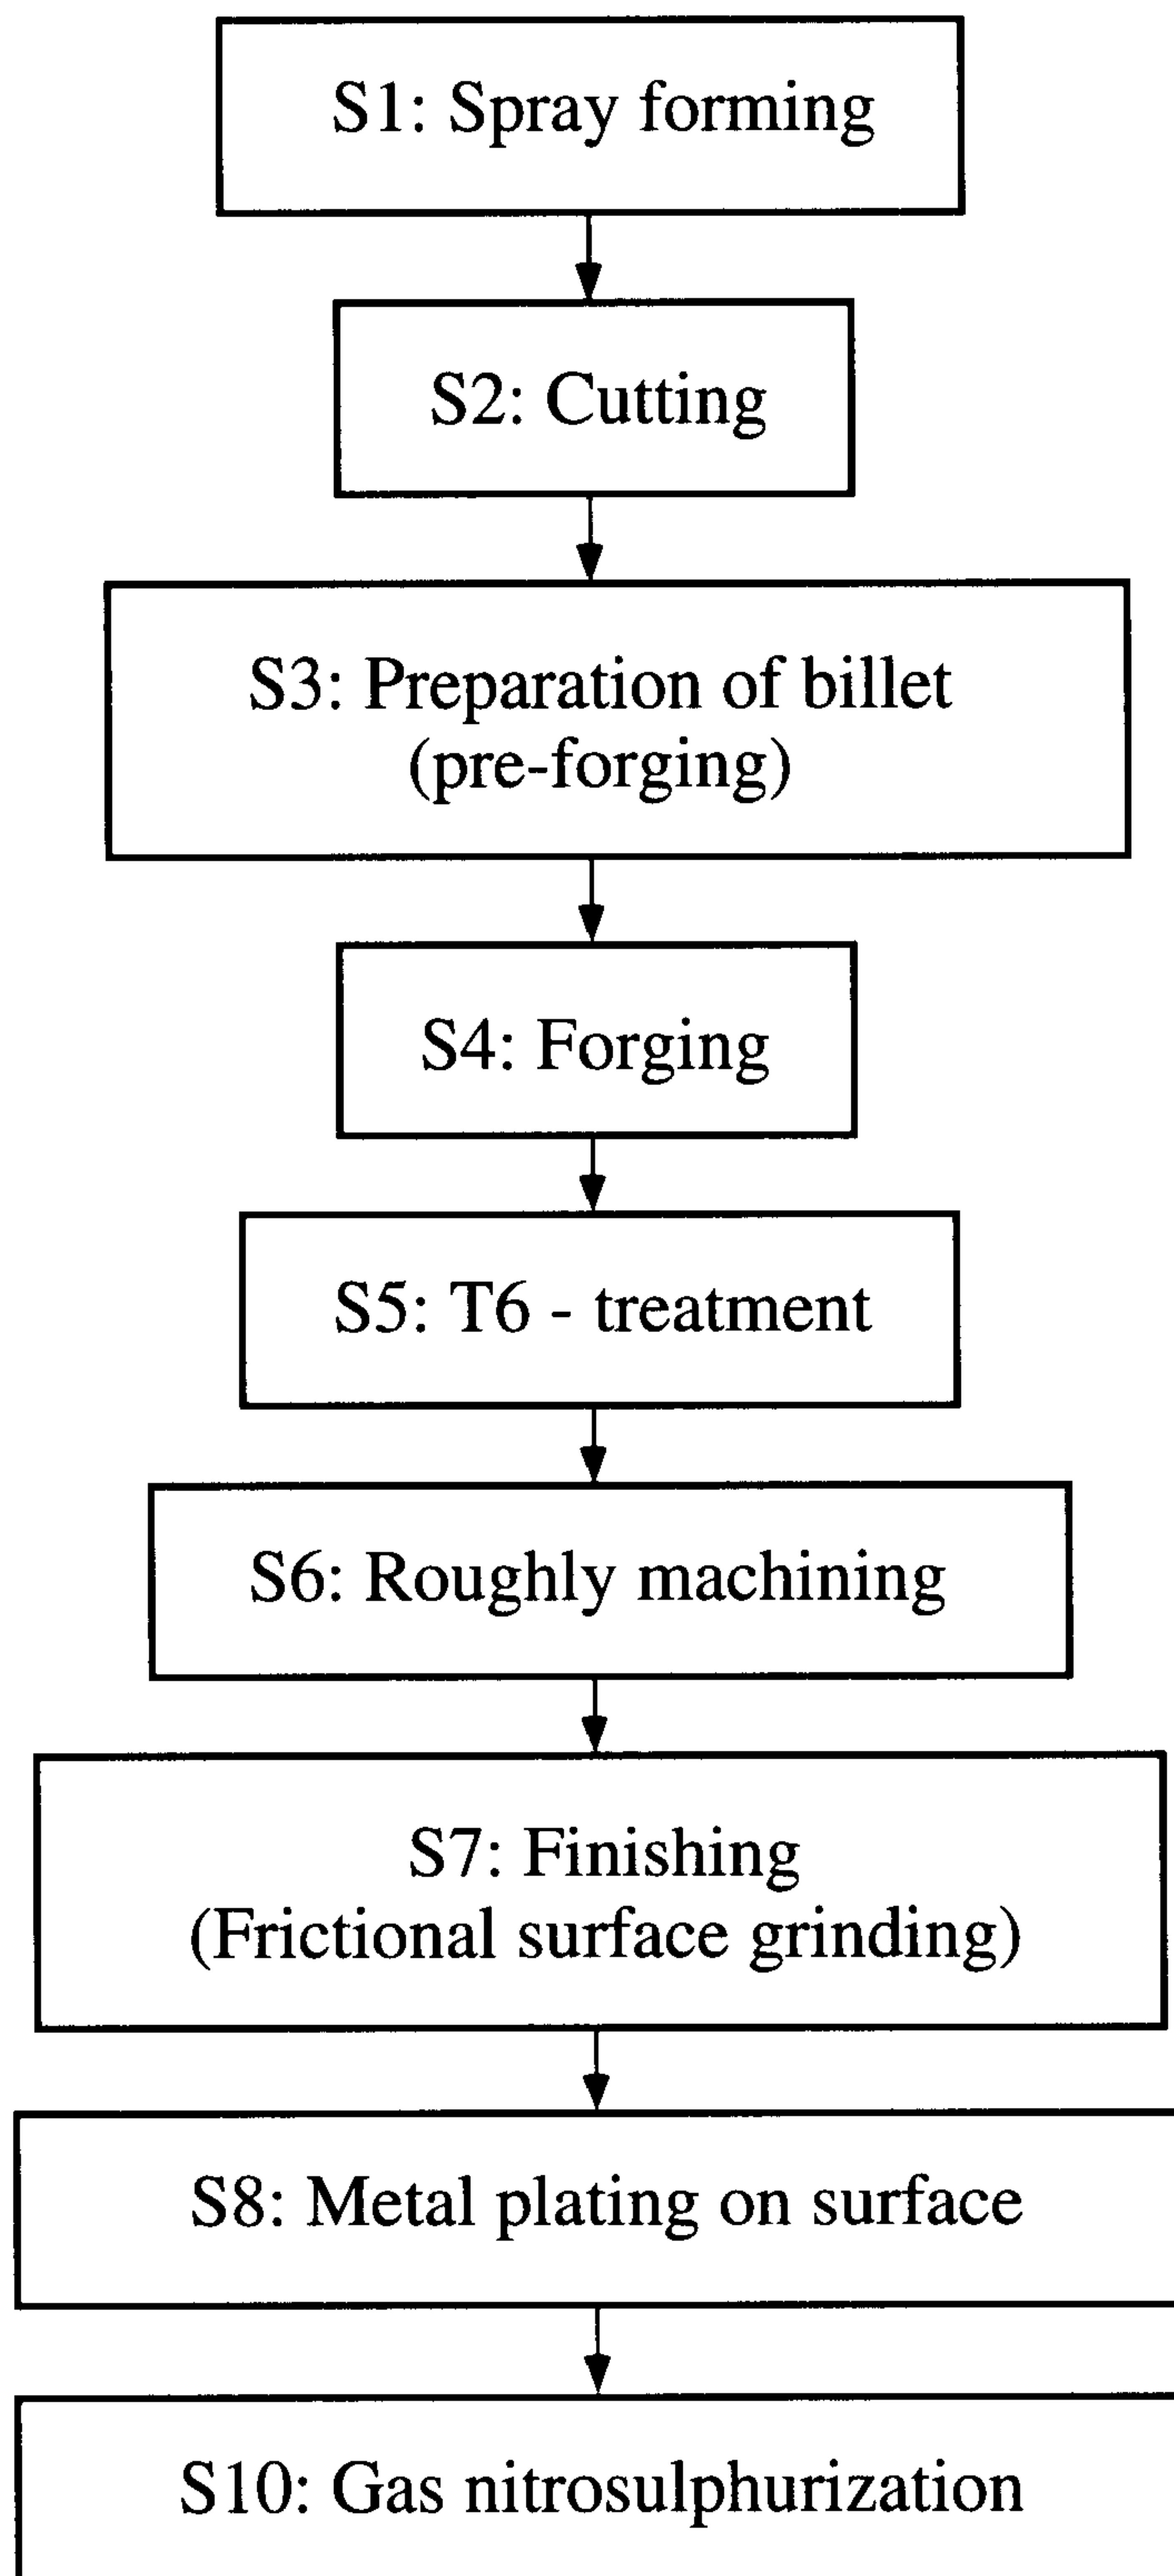 S1: Spray forming
S2: Cutting
S3: Preparation of billet
(pre-forging)
S4: Forging
S5: T6 - treatment
S6: Roughly machining
S7: Finishing
(Frictional surface grinding)
S8: Metal plating on surface
S10: Gas nitrosulphurization